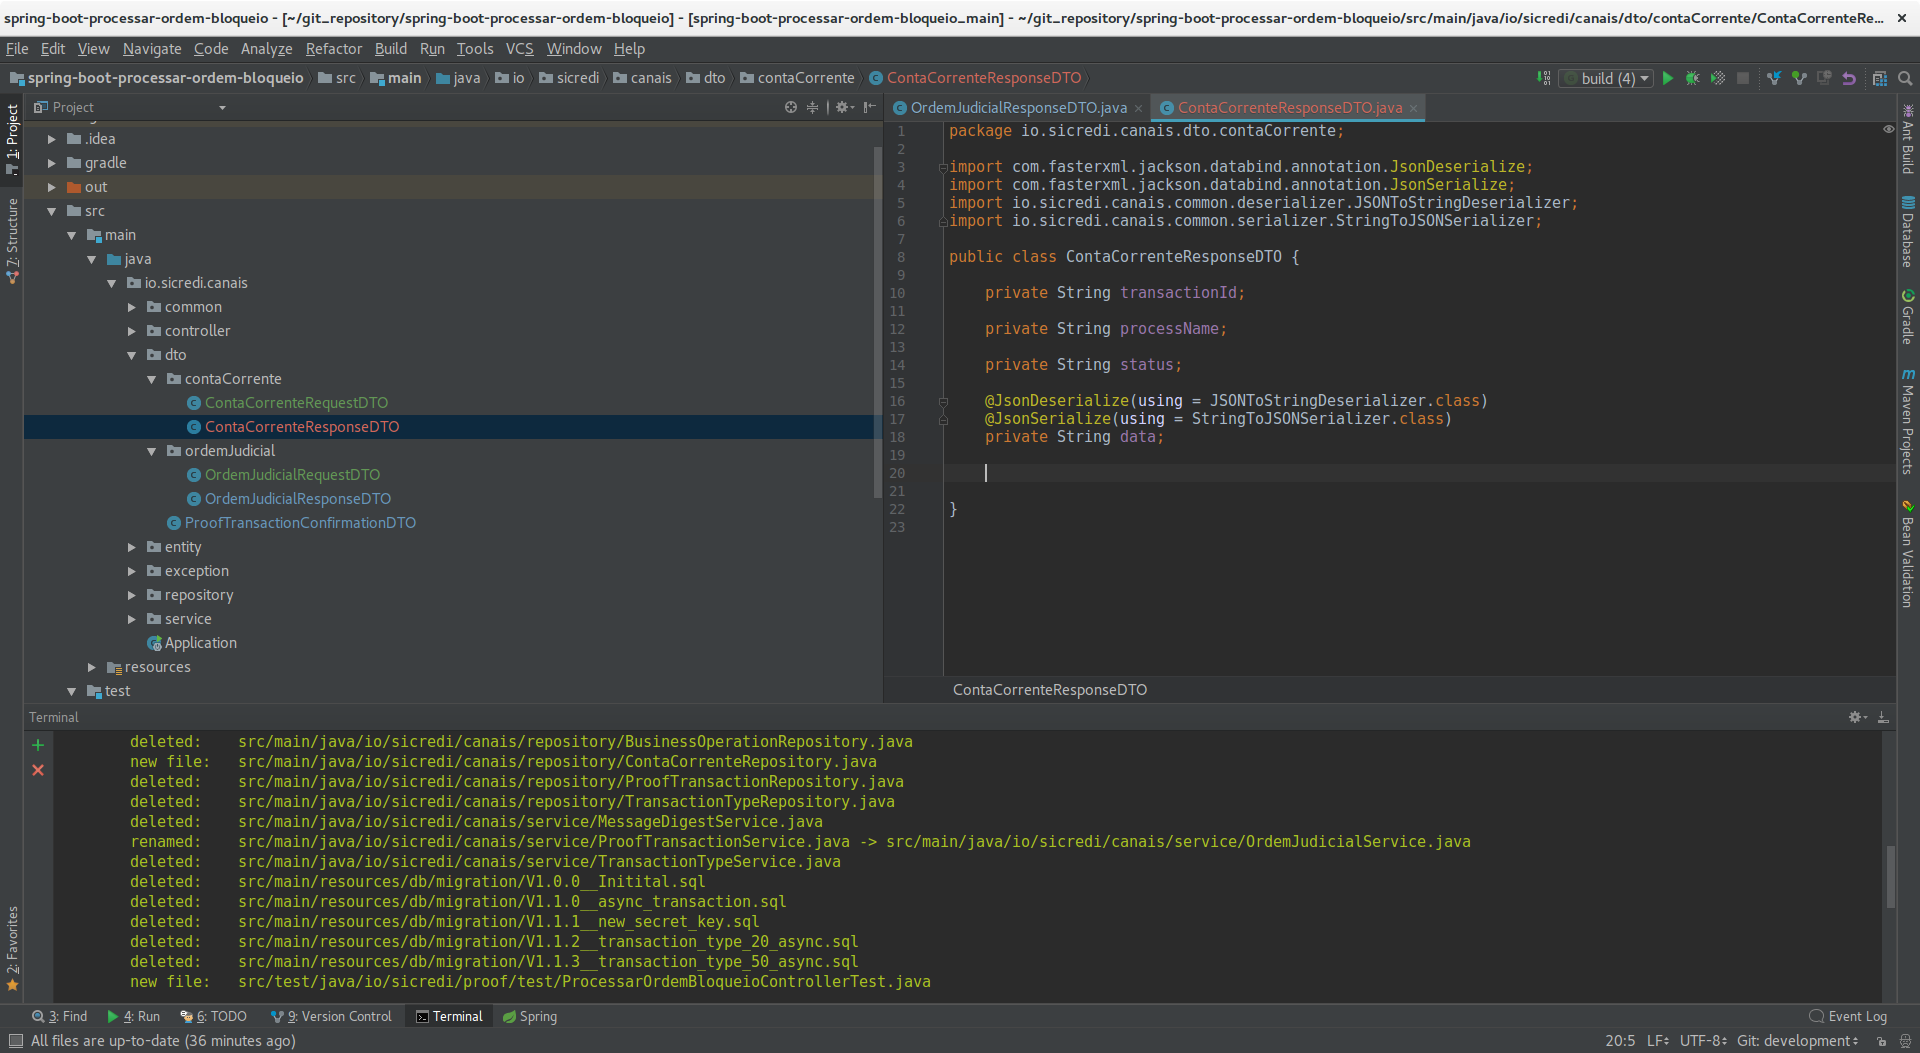 spring-boot-processar-ordem-bloqueio - [~/git_repository/spring-boot-processar-ordem-bloqueio] - [spring-boot-processar-ordem-bloqueio_main] - ~/git_repository/spring-boot-processar-ordem-bloqueio/src/main/java/io/sicredi/canais/dto/contaCorrente/ContaCorrenteRe...
File Edit View Navigate Code Analyze Refactor Build Run Tools VCS Window Help
spring-boot-processar-ordem-bloqueio src main java io sicredi canais dto contaCorrente ContaCorrenteResponseDTO build (4)
Project
.idea
gradle
out
src
main
java
io.sicredi.canais
common
controller
dto
contaCorrente
ContaCorrenteRequestDTO
ContaCorrenteResponseDTO
ordemJudicial
OrdemJudicialRequestDTO
OrdemJudicialResponseDTO
ProofTransactionConfirmationDTO
entity
exception
repository
service
Application
resources
test
1: Project
7: Structure
2: Favorites
OrdemJudicialResponseDTO.java ContaCorrenteResponseDTO.java
1 package io.sicredi.canais.dto.contaCorrente;
2
3 import com.fasterxml.jackson.databind.annotation.JsonDeserialize;
4 import com.fasterxml.jackson.databind.annotation.JsonSerialize;
5 import io.sicredi.canais.common.deserializer.JSONToStringDeserializer;
6 import io.sicredi.canais.common.serializer.StringToJSONSerializer;
7
8 public class ContaCorrenteResponseDTO {
9
10 private String transactionId;
11
12 private String processName;
13
14 private String status;
15
16 @JsonDeserialize(using = JSONToStringDeserializer.class)
17 @JsonSerialize(using = StringToJSONSerializer.class)
18 private String data;
19
20
21
22 }
23
ContaCorrenteResponseDTO
Ant Build
Database
Gradle
Maven Projects
Bean Validation
Terminal
deleted: src/main/java/io/sicredi/canais/repository/BusinessOperationRepository.java
new file: src/main/java/io/sicredi/canais/repository/ContaCorrenteRepository.java
deleted: src/main/java/io/sicredi/canais/repository/ProofTransactionRepository.java
deleted: src/main/java/io/sicredi/canais/repository/TransactionTypeRepository.java
deleted: src/main/java/io/sicredi/canais/service/MessageDigestService.java
renamed: src/main/java/io/sicredi/canais/service/ProofTransactionService.java -> src/main/java/io/sicredi/canais/service/OrdemJudicialService.java
deleted: src/main/java/io/sicredi/canais/service/TransactionTypeService.java
deleted: src/main/resources/db/migration/V1.0.0__Initital.sql
deleted: src/main/resources/db/migration/V1.1.0__async_transaction.sql
deleted: src/main/resources/db/migration/V1.1.1__new_secret_key.sql
deleted: src/main/resources/db/migration/V1.1.2__transaction_type_20_async.sql
deleted: src/main/resources/db/migration/V1.1.3__transaction_type_50_async.sql
new file: src/test/java/io/sicredi/proof/test/ProcessarOrdemBloqueioControllerTest.java
3: Find 4: Run 6: TODO 9: Version Control Terminal Spring Event Log
All files are up-to-date (36 minutes ago) 20:5 LF UTF-8 Git: development